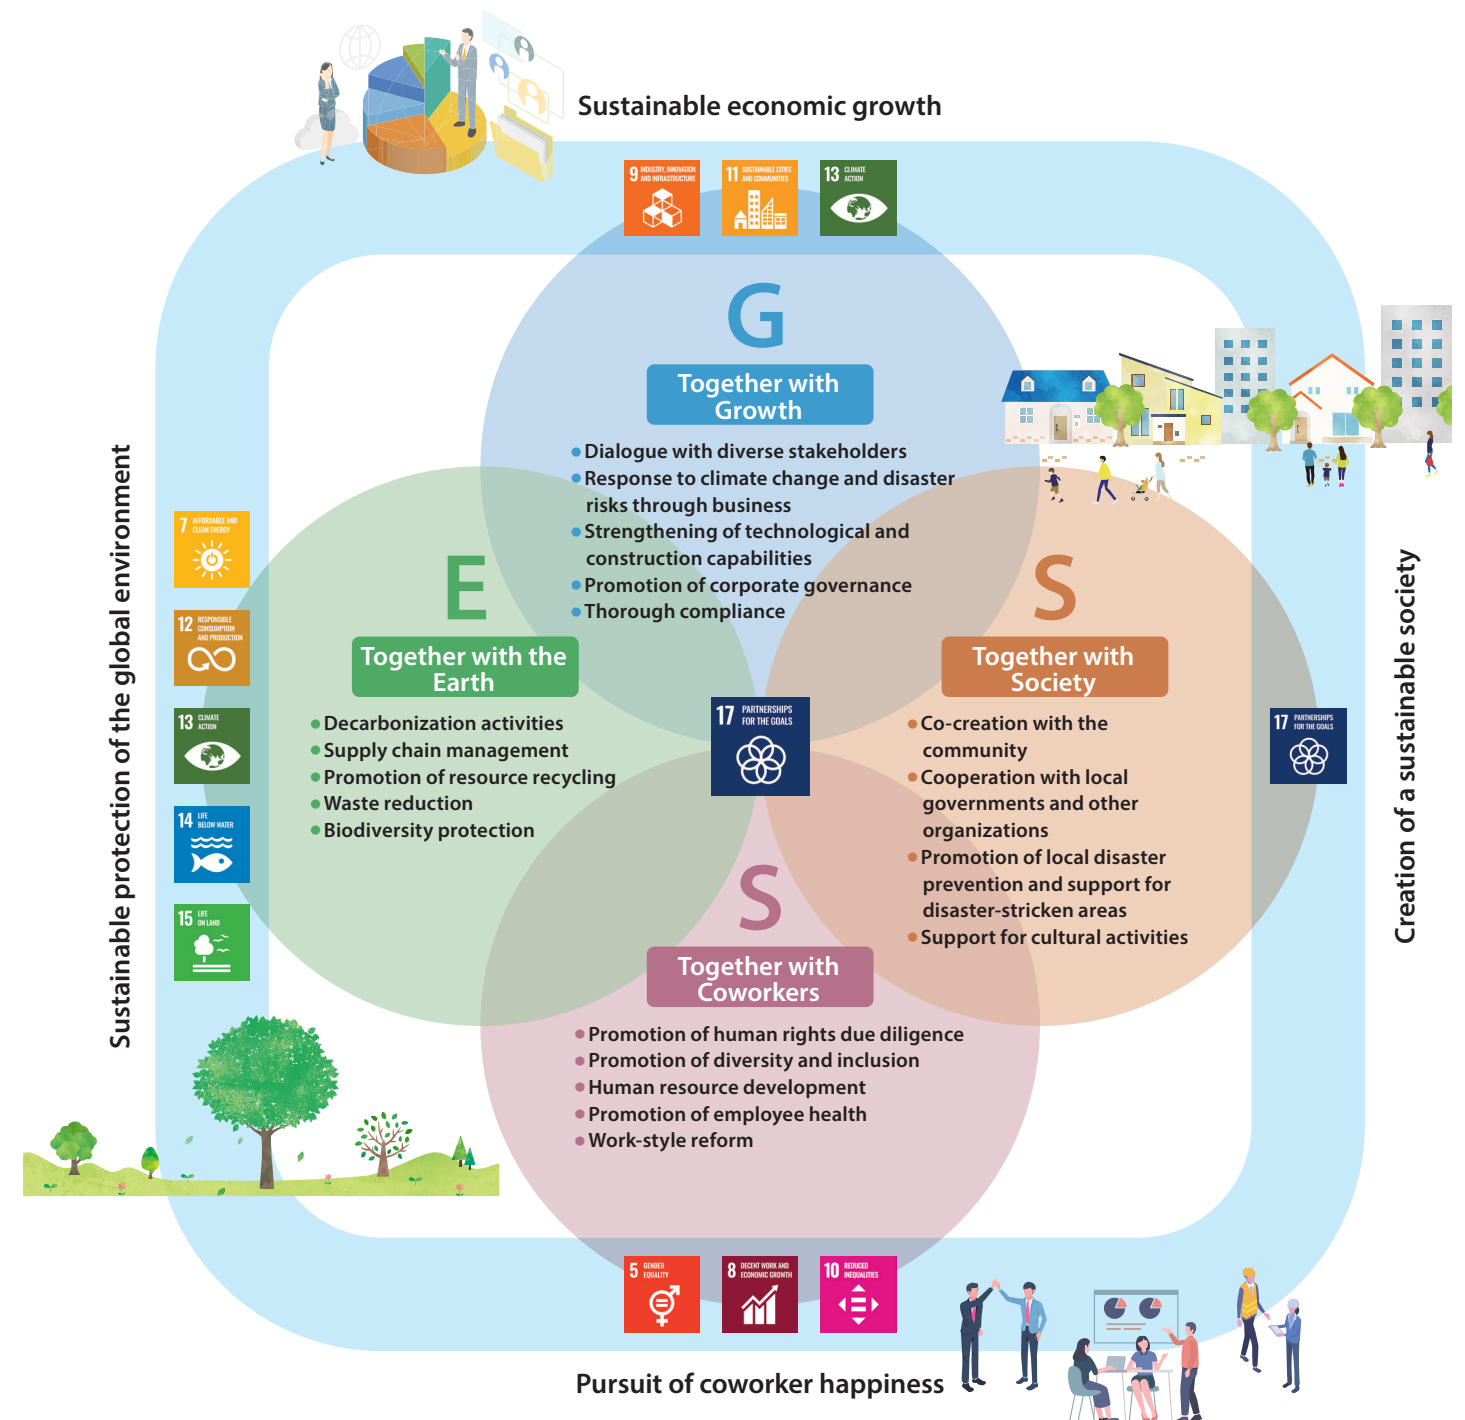 Sustainable economic growth
9 INDUSTRY, INNOVATION
AND INFRASTRUCTURE
11 SUSTAINABLE CITIES
AND COMMUNITIES
13 CLIMATE
ACTION
G
Together with
Growth
Dialogue with diverse stakeholders
Response to climate change and disaster
risks through business
Strengthening of technological and
construction capabilities
Promotion of corporate governance
Thorough compliance
Sustainable protection of the global environment
7 AFFORDABLE AND
CLEAN ENERGY
12 RESPONSIBLE
CONSUMPTION
AND PRODUCTION
13 CLIMATE
ACTION
14 LIFE
BELOW WATER
15 LIFE
ON LAND
E
Together with the
Earth
Decarbonization activities
Supply chain management
Promotion of resource recycling
Waste reduction
Biodiversity protection
17 PARTNERSHIPS
FOR THE GOALS
S
Together with
Society
Co-creation with the
community
Cooperation with local
governments and other
organizations
Promotion of local disaster
prevention and support for
disaster-stricken areas
Support for cultural activities
17 PARTNERSHIPS
FOR THE GOALS
Creation of a sustainable society
S
Together with
Coworkers
Promotion of human rights due diligence
Promotion of diversity and inclusion
Human resource development
Promotion of employee health
Work-style reform
5 GENDER
EQUALITY
8 DECENT WORK AND
ECONOMIC GROWTH
10 REDUCED
INEQUALITIES
Pursuit of coworker happiness